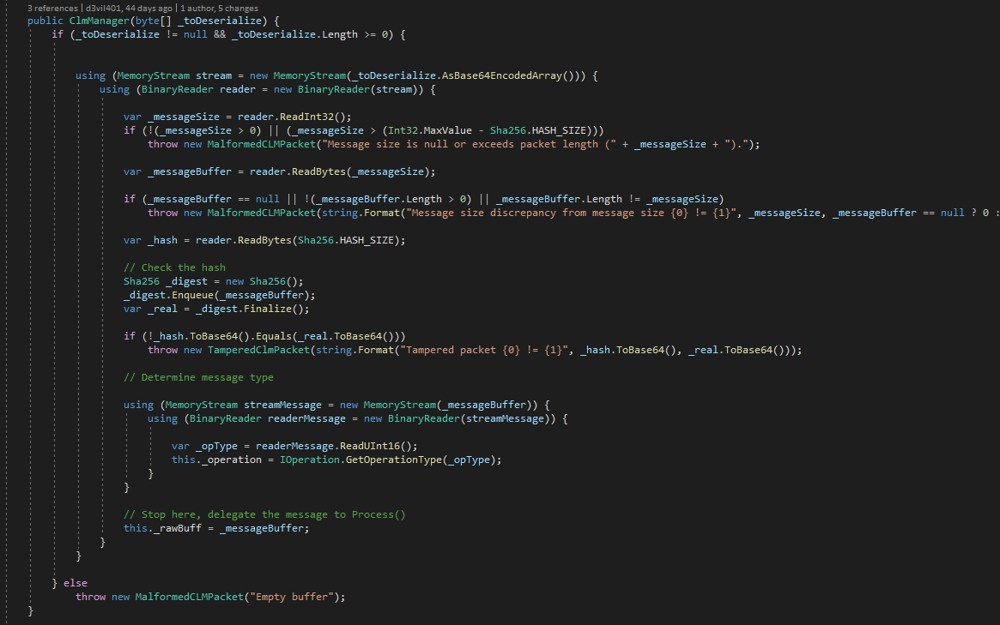 3 references | d3vil401, 44 days ago | 1 author, 5 changes
public ClmManager(byte[] _toDeserialize) {
if (_toDeserialize != null && _toDeserialize.Length >= 0) {
using (MemoryStream stream = new MemoryStream(_toDeserialize.AsBase64EncodedArray())) {
using (BinaryReader reader = new BinaryReader(stream)) {
var _messageSize = reader.ReadInt32();
if (!(_messageSize > 0) || (_messageSize > (Int32.MaxValue - Sha256.HASH_SIZE)))
throw new MalformedCLMPacket("Message size is null or exceeds packet length (" + _messageSize + ").");
var _messageBuffer = reader.ReadBytes(_messageSize);
if (_messageBuffer == null || !(_messageBuffer.Length > 0) || _messageBuffer.Length != _messageSize)
throw new MalformedCLMPacket(string.Format("Message size discrepancy from message size {0} != {1}", _messageSize, _messageBuffer == null ? 0 :
var _hash = reader.ReadBytes(Sha256.HASH_SIZE);
// Check the hash
Sha256 _digest = new Sha256();
_digest.Enqueue(_messageBuffer);
var _real = _digest.Finalize();
if (!_hash.ToBase64().Equals(_real.ToBase64()))
throw new TamperedClmPacket(string.Format("Tampered packet {0} != {1}", _hash.ToBase64(), _real.ToBase64()));
// Determine message type
using (MemoryStream streamMessage = new MemoryStream(_messageBuffer)) {
using (BinaryReader readerMessage = new BinaryReader(streamMessage)) {
var _opType = readerMessage.ReadUInt16();
this._operation = IOperation.GetOperationType(_opType);
}
}
// Stop here, delegate the message to Process()
this._rawBuff = _messageBuffer;
}
}
} else
throw new MalformedCLMPacket("Empty buffer");
}